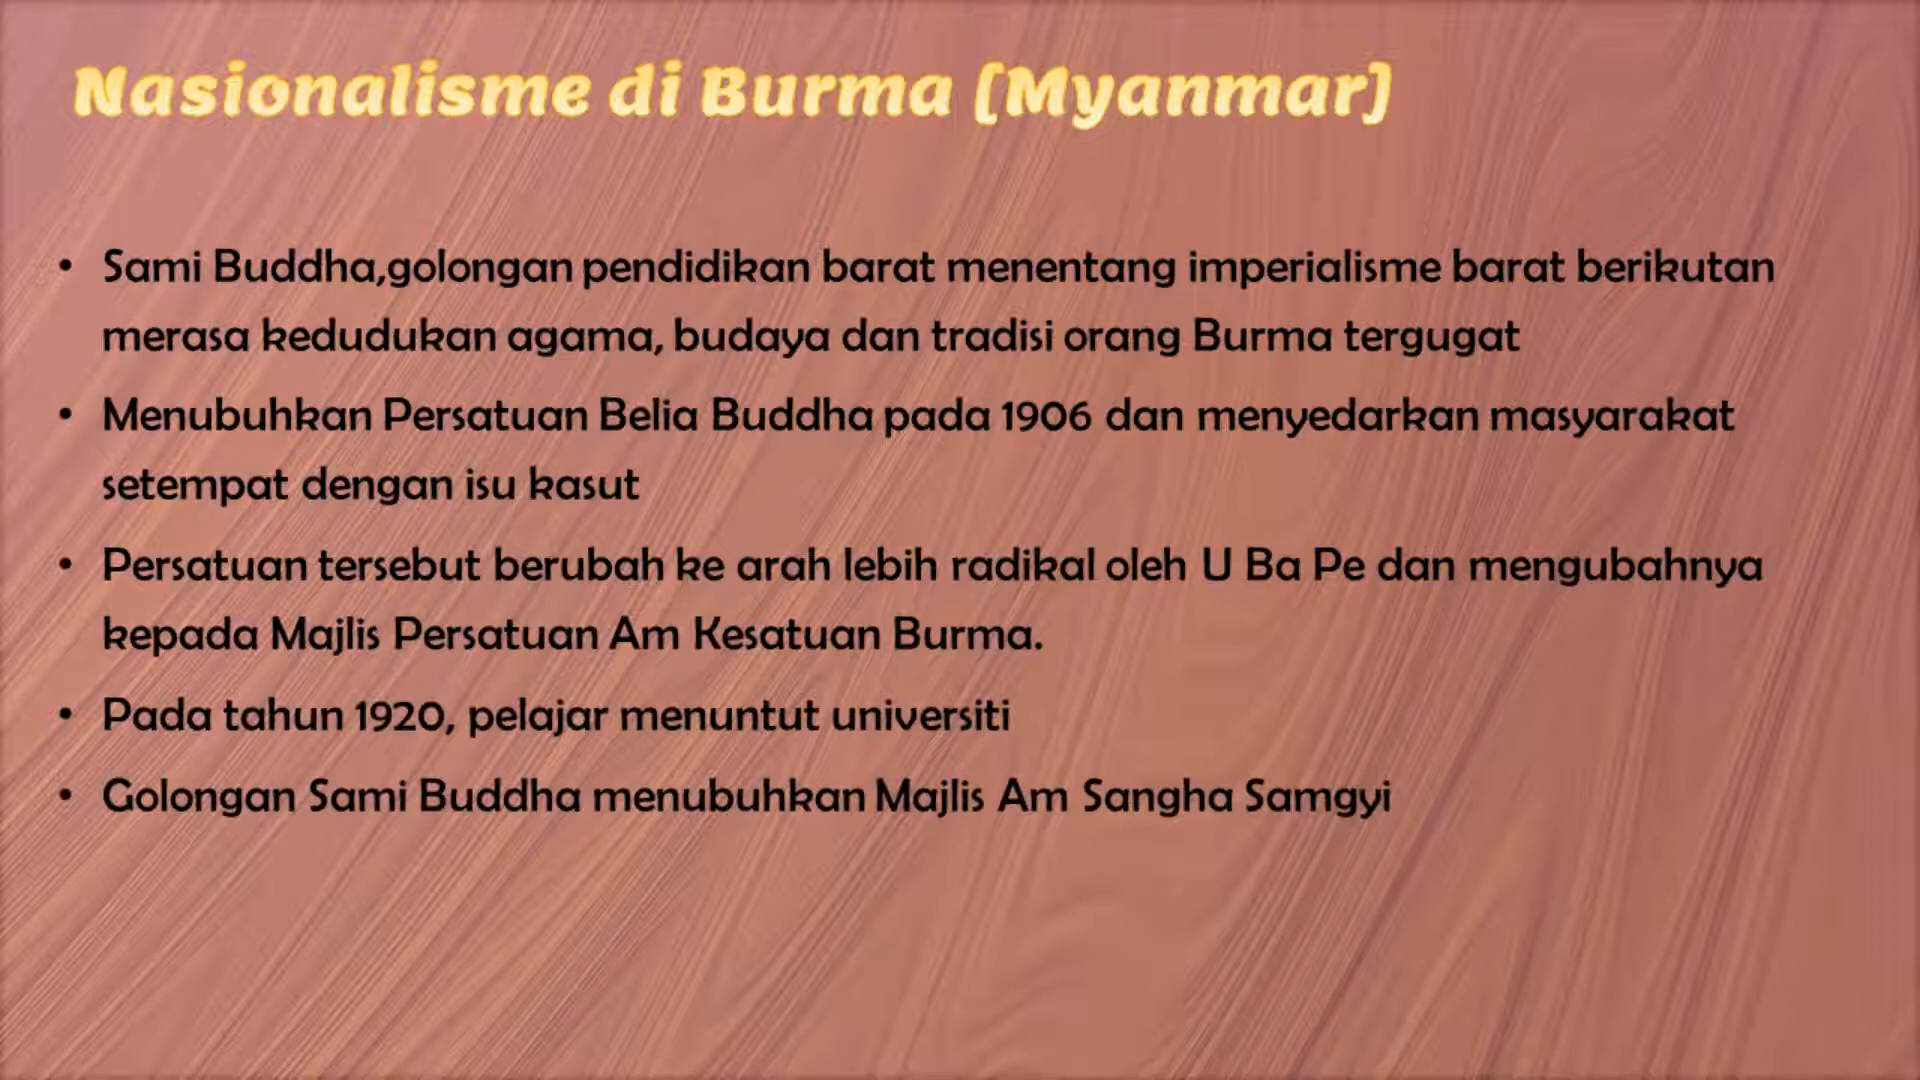 Nasionalisme di Burma (Myanmar)
• Sami Buddha,golongan pendidikan barat menentang imperialisme barat berikutan
merasa kedudukan agama, budaya dan tradisi orang Burma tergugat
• Menubuhkan Persatuan Belia Buddha pada 1906 dan menyedarkan masyarakat
setempat dengan isu kasut
• Persatuan tersebut berubah ke arah lebih radikal oleh U Ba Pe dan mengubahnya
kepada Majlis Persatuan Am Kesatuan Burma.
• Pada tahun 1920, pelajar menuntut universiti
• Golongan Sami Buddha menubuhkan Majlis Am Sangha Samgyi